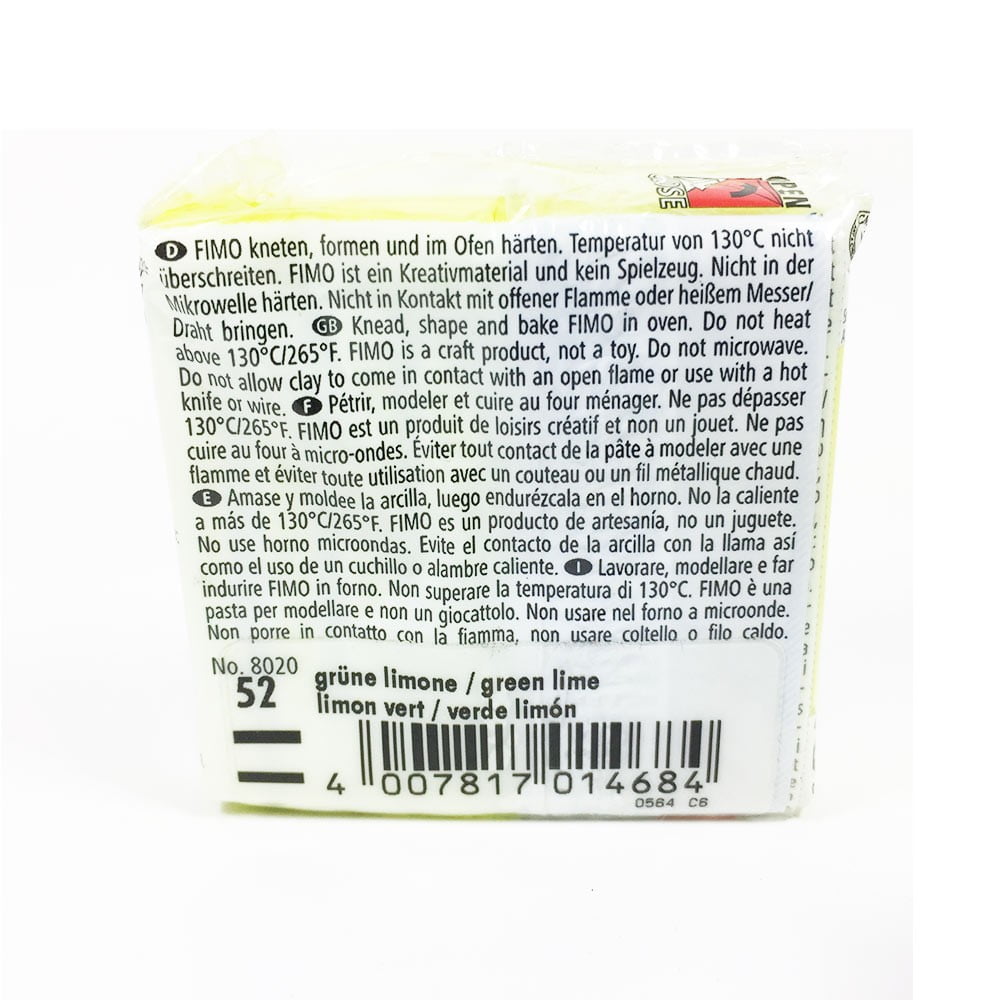 PEN
SSE
D FIMO kneten, formen und im Ofen härten. Temperatur von 130°C nicht
überschreiten. FIMO ist ein Kreativmaterial und kein Spielzeug. Nicht in der
Mikrowelle härten. Nicht in Kontakt mit offener Flamme oder heißem Messer/
Draht bringen. GB Knead, shape and bake FIMO in oven. Do not heat
above 130°C/265°F. FIMO is a craft product, not a toy. Do not microwave.
Do not allow clay to come in contact with an open flame or use with a hot
knife or wire. F Pétrir, modeler et cuire au four ménager. Ne pas dépasser
130°C/265°F. FIMO est un produit de loisirs créatif et non un jouet. Ne pas
cuire au four à micro-ondes. Éviter tout contact de la pâte à modeler avec une
flamme et éviter toute utilisation avec un couteau ou un fil métallique chaud.
E Amase y moldee la arcilla, luego endurézcala en el horno. No la caliente
a más de 130°C/265°F. FIMO es un producto de artesanía, no un juguete.
No use horno microondas. Evite el contacto de la arcilla con la llama así
como el uso de un cuchillo o alambre caliente. I Lavorare, modellare e far
indurire FIMO in forno. Non superare la temperatura di 130°C. FIMO è una
pasta per modellare e non un giocattolo. Non usare nel forno a microonde.
Non porre in contatto con la fiamma, non usare coltello o filo caldo.
No. 8020
52
grüne limone / green lime
limon vert / verde limón
4 007817 014684
0564 C6